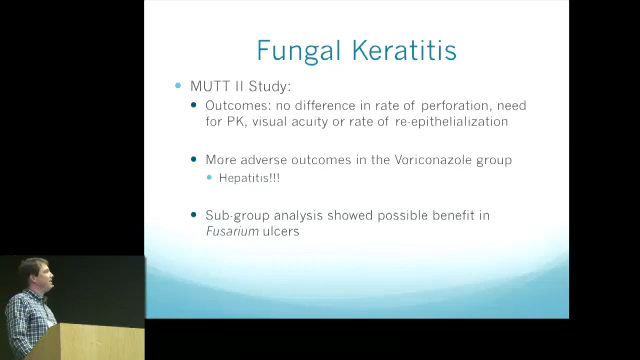 Fungal Keratitis
• MUTT II Study:
• Outcomes: no difference in rate of perforation, need
for PK, visual acuity or rate of re-epithelialization
• More adverse outcomes in the Voriconazole group
• Hepatitis!!!
• Sub-group analysis showed possible benefit in
Fusarium ulcers